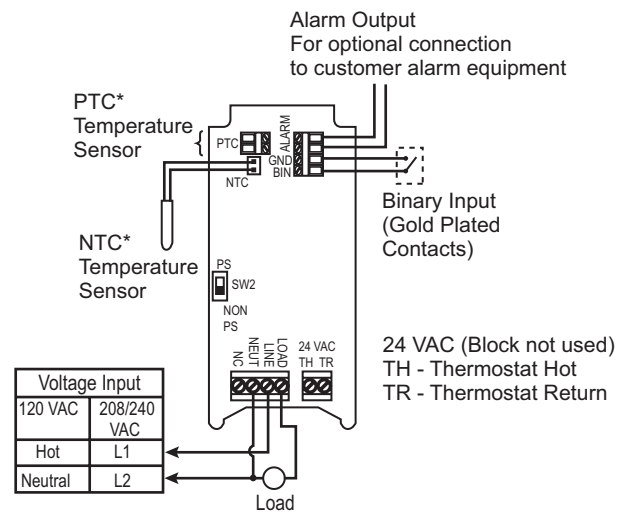 Alarm Output
For optional connection
to customer alarm equipment
PTC*
Temperature
Sensor
PTC
ALARM
GND
BIN
NTC
Binary Input
(Gold Plated
Contacts)
NTC*
Temperature
Sensor
PS
SW2
NON
PS
NC
NEUT
LINE
LOAD
24 VAC
TH TR
24 VAC (Block not used)
TH - Thermostat Hot
TR - Thermostat Return
Voltage Input
120 VAC
208/240
VAC
Hot
L1
Neutral
L2
Load